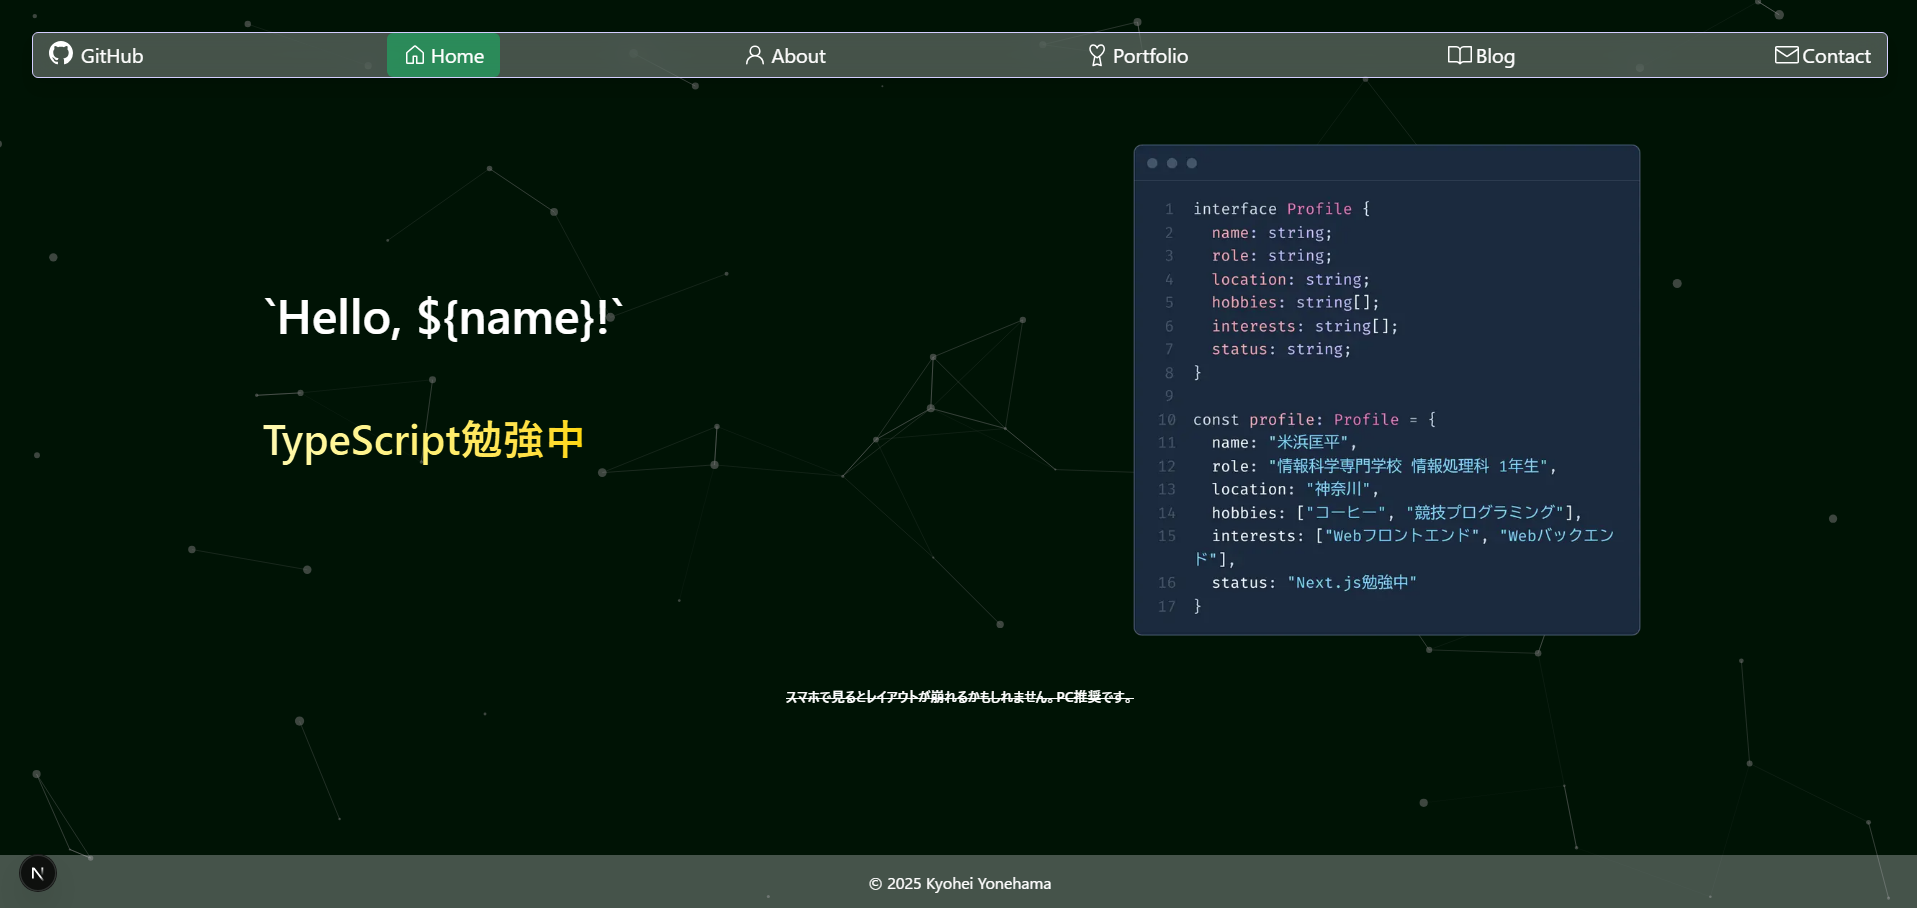 GitHub
Home
About
Portfolio
Blog
Contact
`Hello, ${name}!`
TypeScript勉強中
1 interface Profile {
2   name: string;
3   role: string;
4   location: string;
5   hobbies: string[];
6   interests: string[];
7   status: string;
8 }
9
10 const profile: Profile = {
11   name: "米浜匡平",
12   role: "情報科学専門学校 情報処理科 1年生",
13   location: "神奈川",
14   hobbies: ["コーヒー", "競技プログラミング"],
15   interests: ["Webフロントエンド", "Webバックエン
ド"],
16   status: "Next.js勉強中"
17 }
スマホで見るとレイアウトが崩れるかもしれません。PC推奨です。
N
© 2025 Kyohei Yonehama